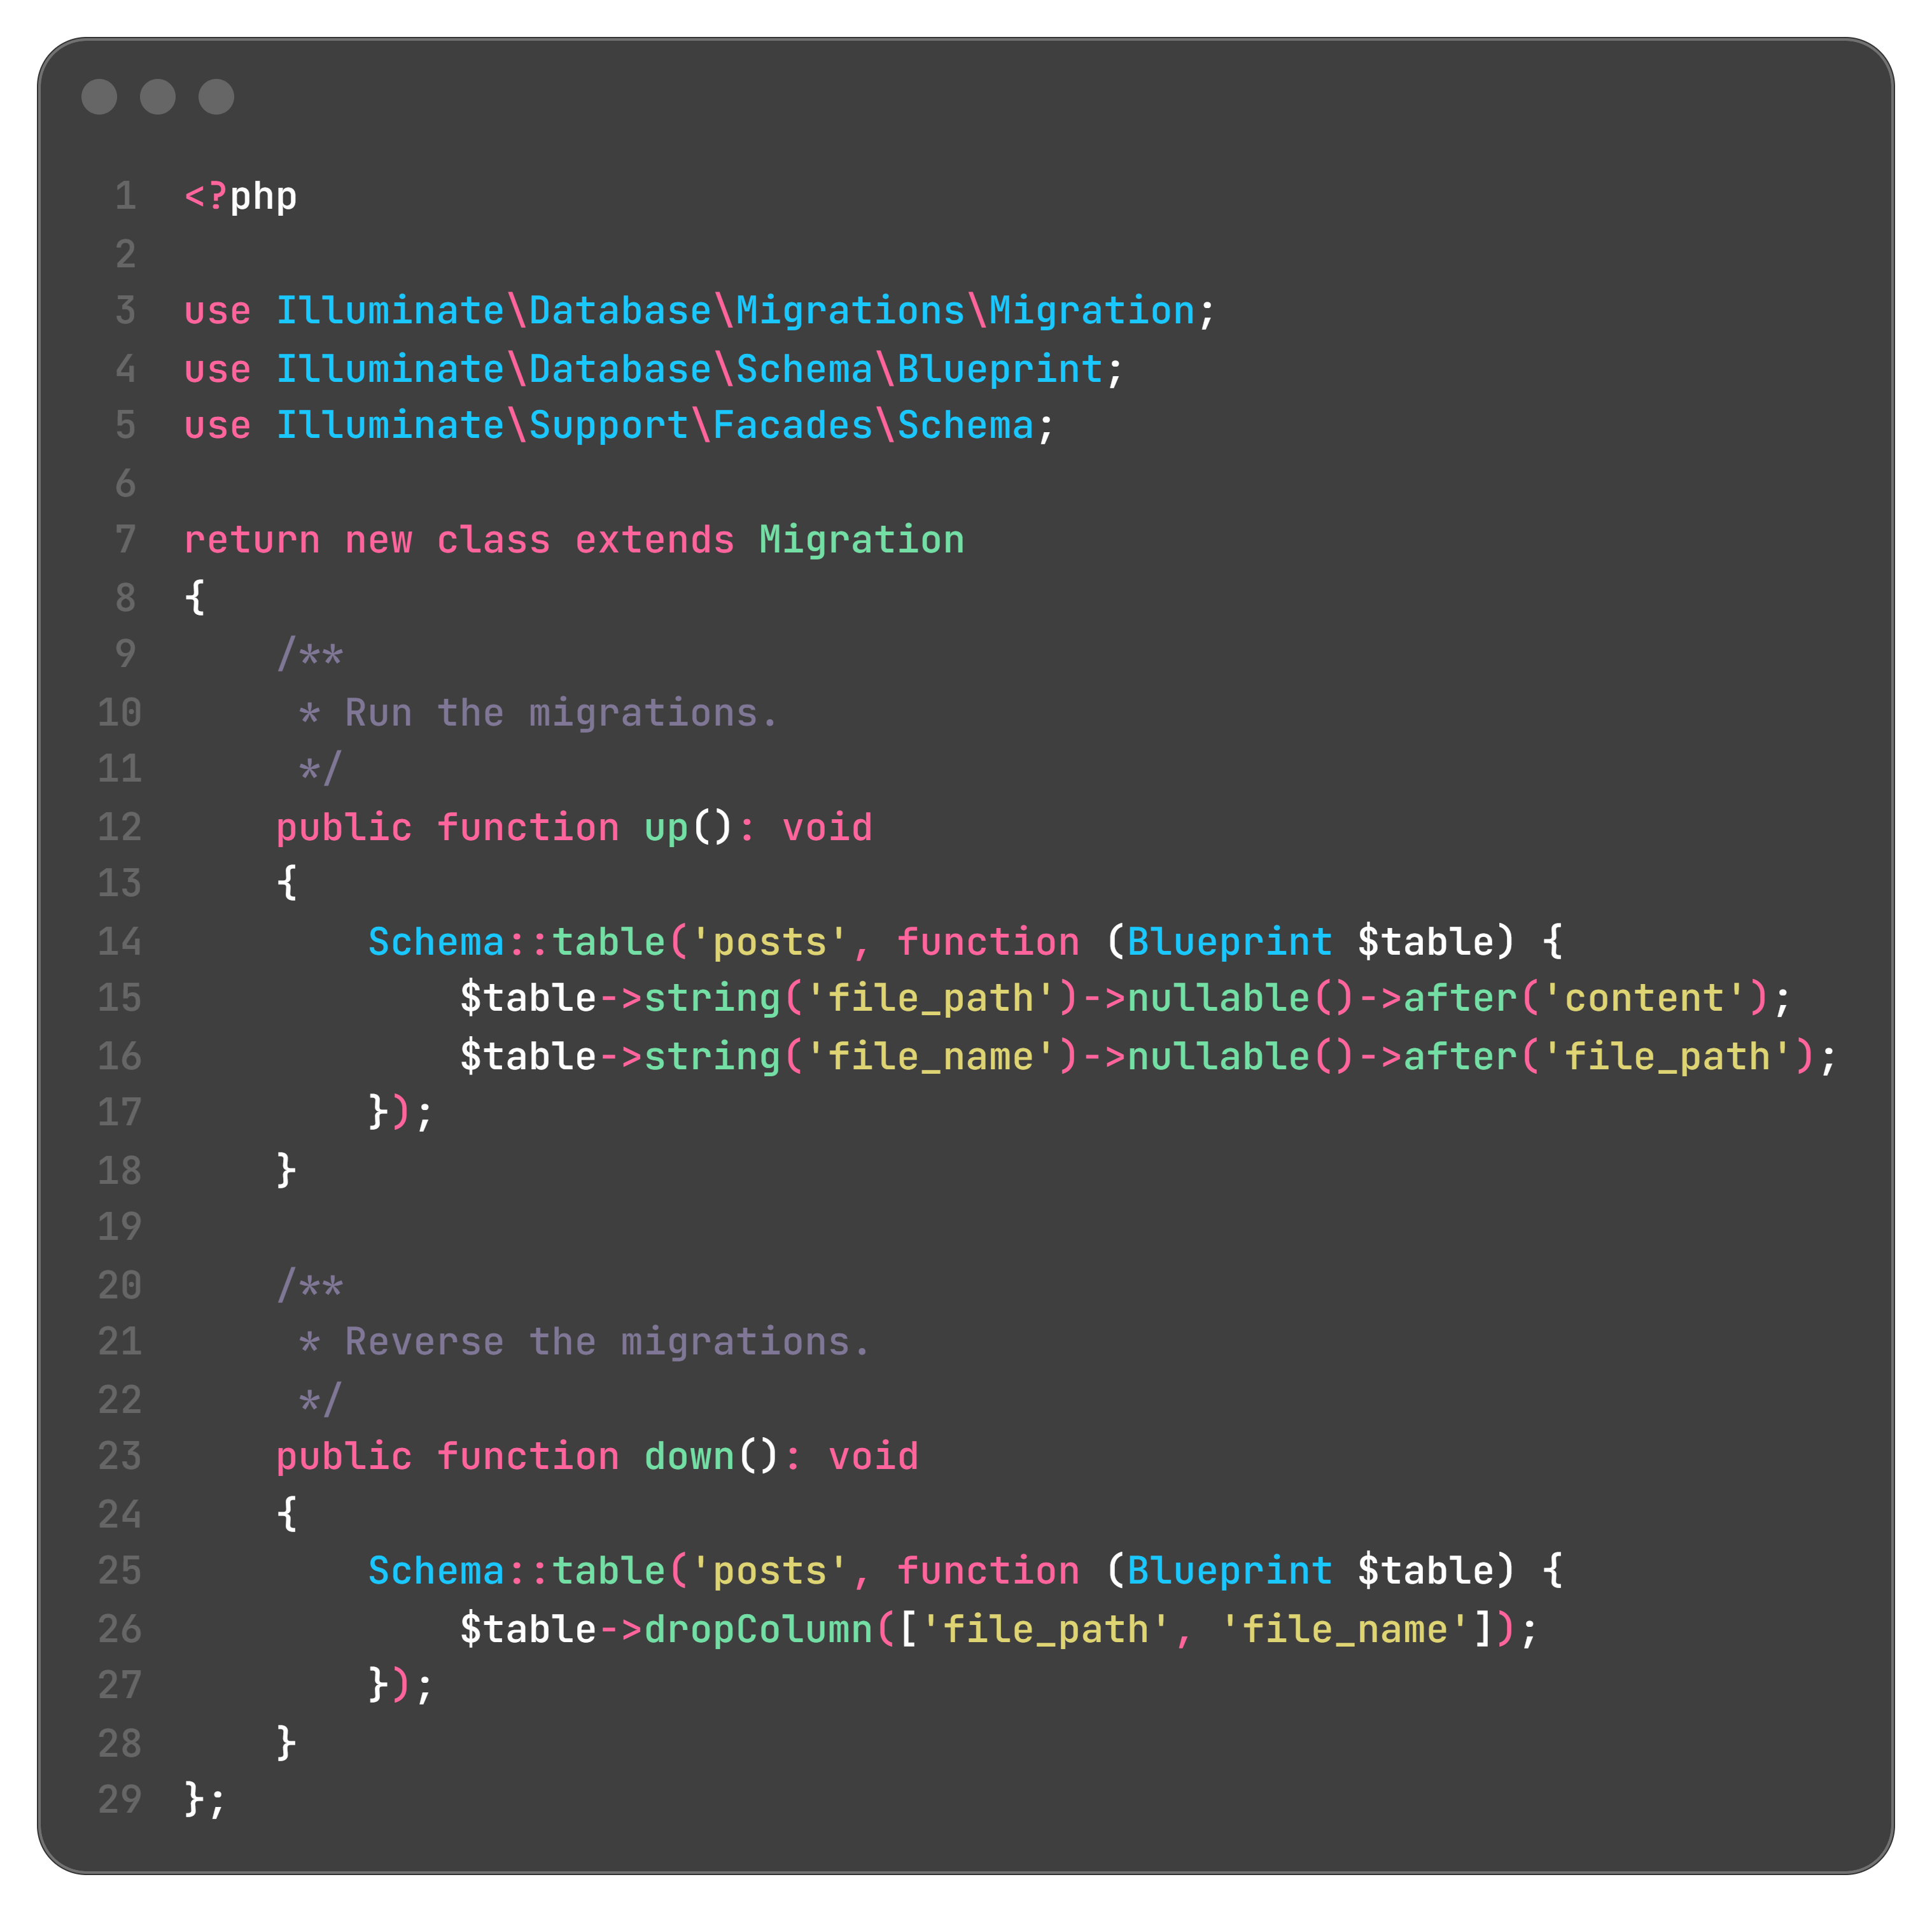 1 <?php
2
3 use Illuminate\Database\Migrations\Migration;
4 use Illuminate\Database\Schema\Blueprint;
5 use Illuminate\Support\Facades\Schema;
6
7 return new class extends Migration
8 {
9     /**
10      * Run the migrations.
11      */
12     public function up(): void
13     {
14         Schema::table('posts', function (Blueprint $table) {
15             $table->string('file_path')->nullable()->after('content');
16             $table->string('file_name')->nullable()->after('file_path');
17         });
18     }
19
20     /**
21      * Reverse the migrations.
22      */
23     public function down(): void
24     {
25         Schema::table('posts', function (Blueprint $table) {
26             $table->dropColumn(['file_path', 'file_name']);
27         });
28     }
29 };